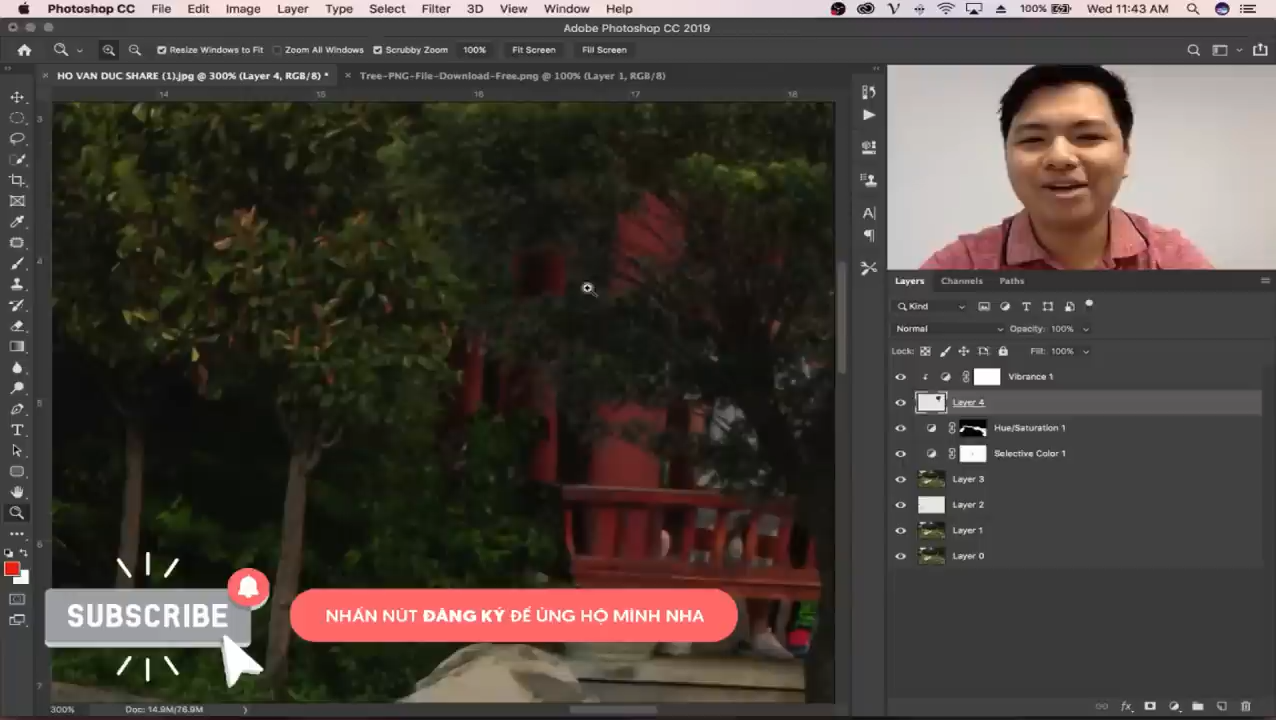 Photoshop CC File Edit Image Layer Type Select Filter 3D View Window Help 100% Wed 11:43 AM
Adobe Photoshop CC 2019
Resize Windows to Fit Zoom All Windows Scrubby Zoom 100% Fit Screen Fill Screen
HO VAN DUC SHARE (1).jpg @ 300% (Layer 4, RGB/8) * Tree-PNG-File-Download-Free.png @ 100% (Layer 1, RGB/8)
14 15 16 17 18
3
4
5
6
7
Layers Channels Paths
Kind
Normal Opacity: 100%
Lock: Fill: 100%
Vibrance 1
Layer 4
Hue/Saturation 1
Selective Color 1
Layer 3
Layer 2
Layer 1
Layer 0
SUBSCRIBE
NHẤN NÚT ĐĂNG KÝ ĐỂ ỦNG HỘ MÌNH NHA
300% Doc: 14.9M/76.9M